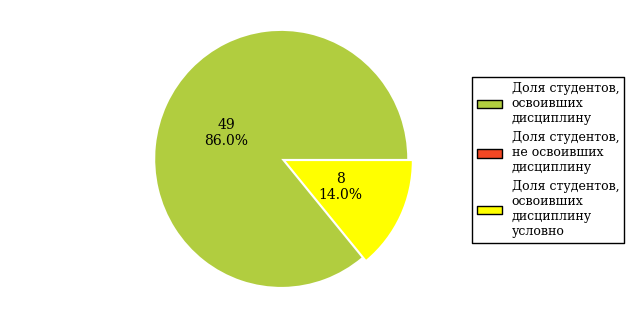 49
86.0%
8
14.0%
Доля студентов,
освоивших
дисциплину
Доля студентов,
не освоивших
дисциплину
Доля студентов,
освоивших
дисциплину
условно